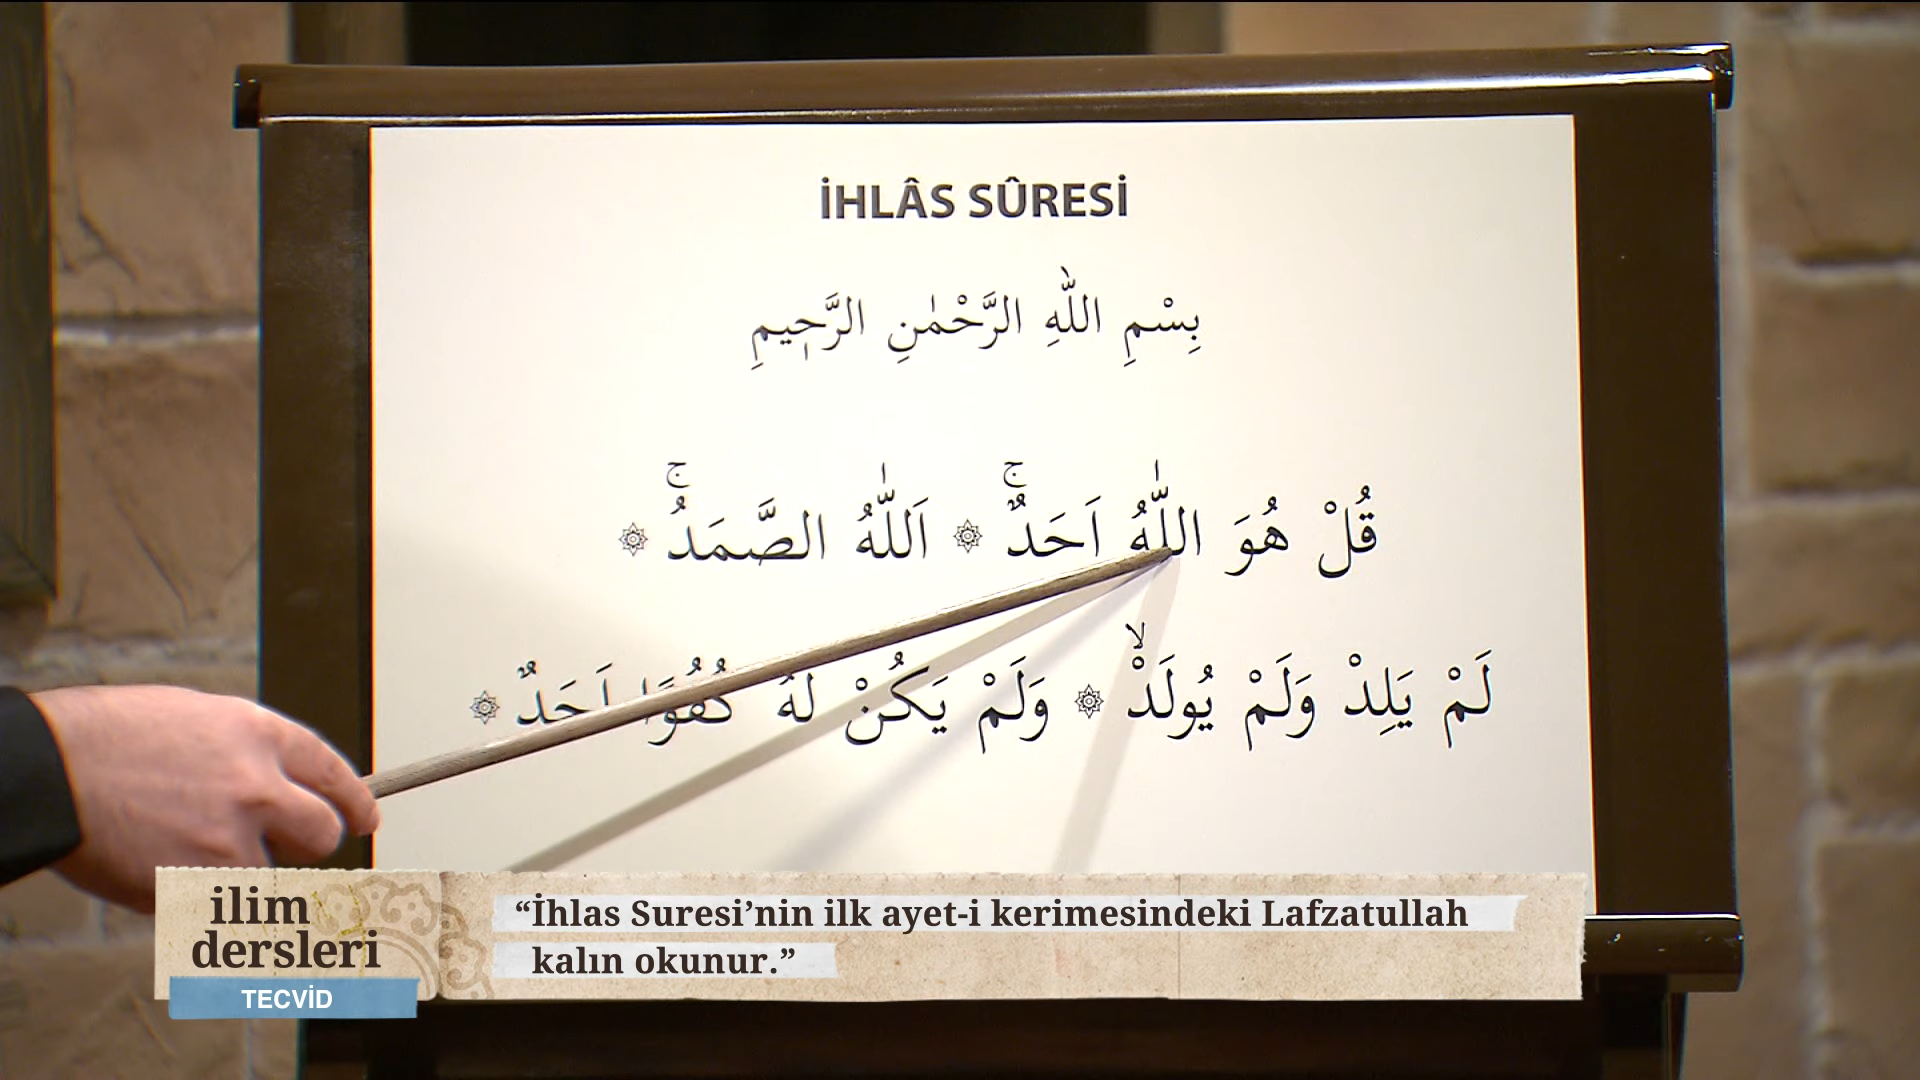 İHLÂS SÛRESİ
بِسْمِ اللّٰهِ الرَّحْمٰنِ الرَّحٖيمِ
قُلْ هُوَ اللّٰهُ اَحَدٌۚ ۞ اَللّٰهُ الصَّمَدُۚ ۞
لَمْ يَلِدْ وَلَمْ يُولَدْۙ ۞ وَلَمْ يَكُنْ لَهُ كُفُوًا اَحَدٌ ۞
ilim
dersleri
TECVİD
“İhlas Suresi’nin ilk ayet-i kerimesindeki Lafzatullah
kalın okunur.”